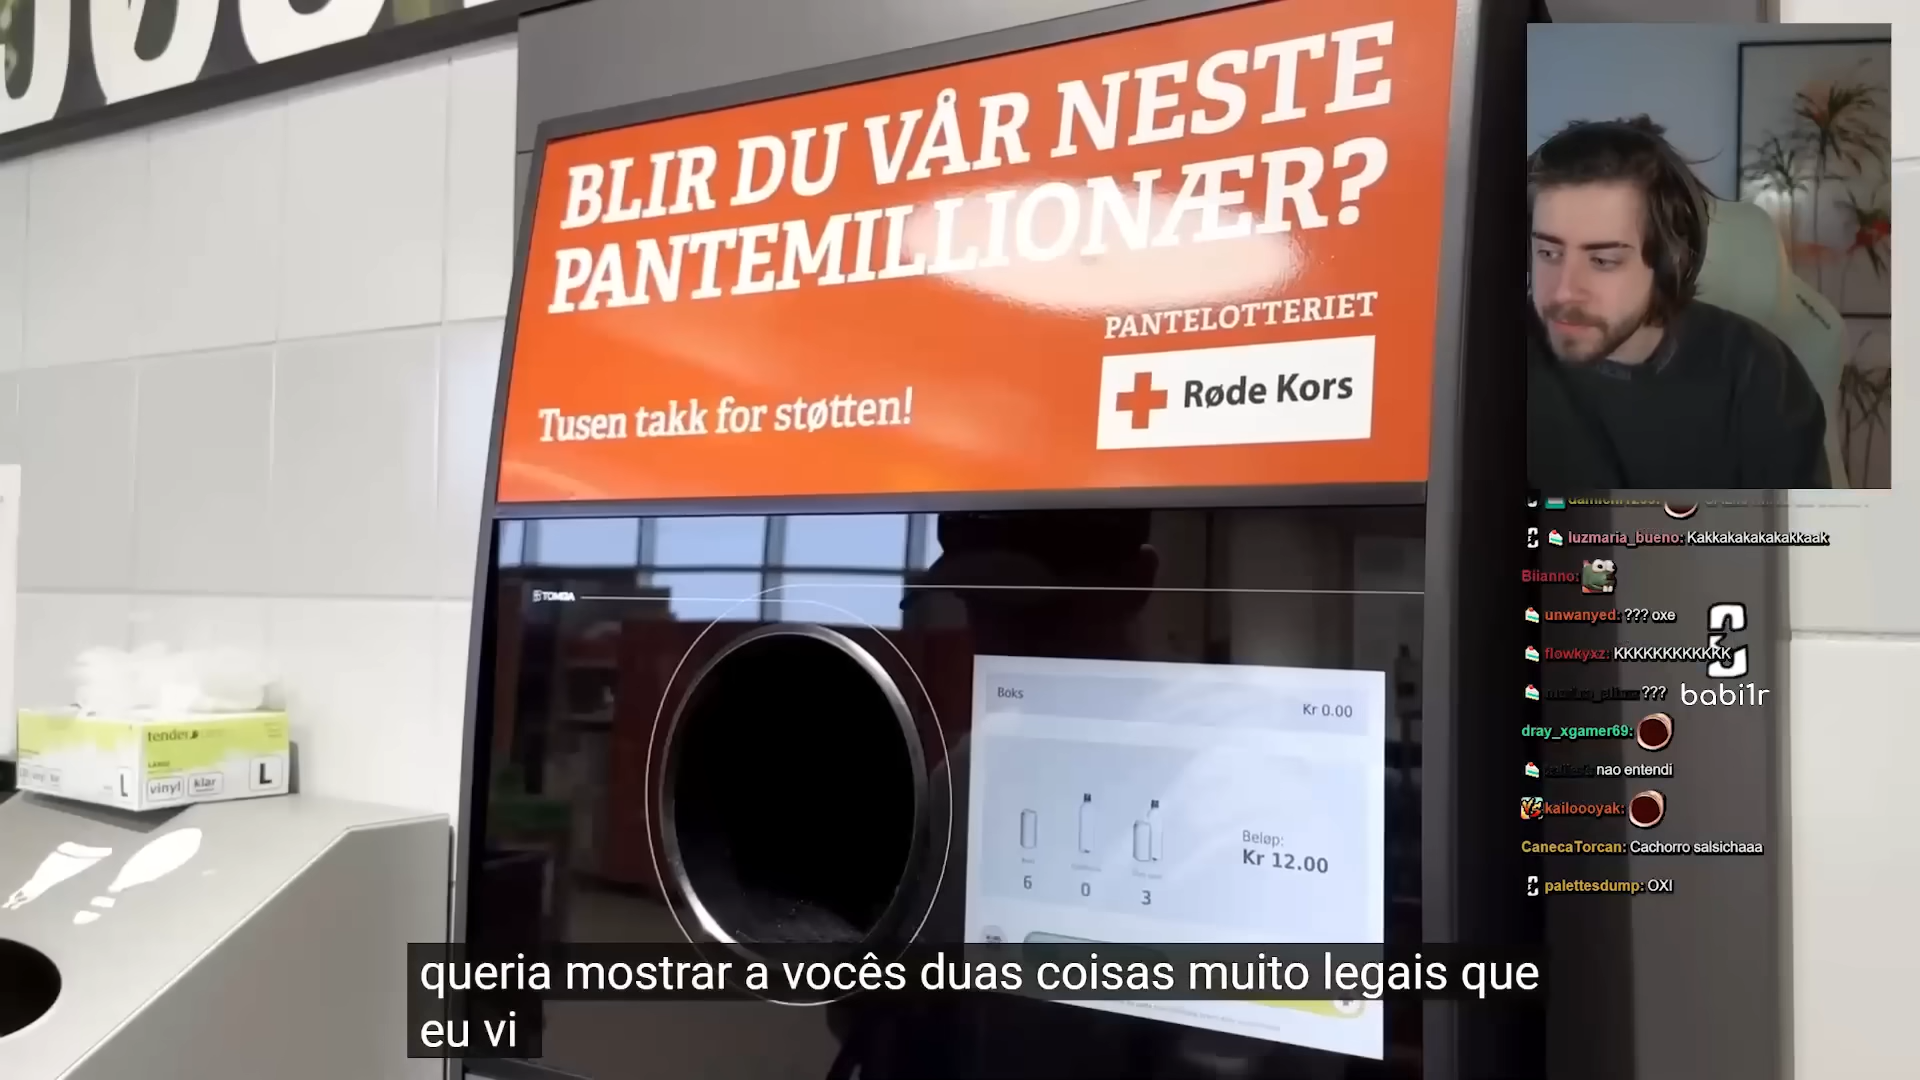 BLIR DU VÅR NESTE
PANTEMILLIONÆR?
PANTELOTTERIET
Røde Kors
Tusen takk for støtten!
TOMRA
Boks
Kr 0.00
Beløp:
Kr 12.00
6
0
3
tender
LARGE
L
vinyl
klar
L
luzmaria_bueno: Kakkakakakakkaak
Biianno:
unwanyed: ??? oxe
flowkyxz: KKKKKKKKKKKK
???
babi1r
dray_xgamer69:
nao entendi
kailoooyak:
CanecaTorcan: Cachorro salsichaaa
palettesdump: OXI
queria mostrar a vocês duas coisas muito legais que
eu vi